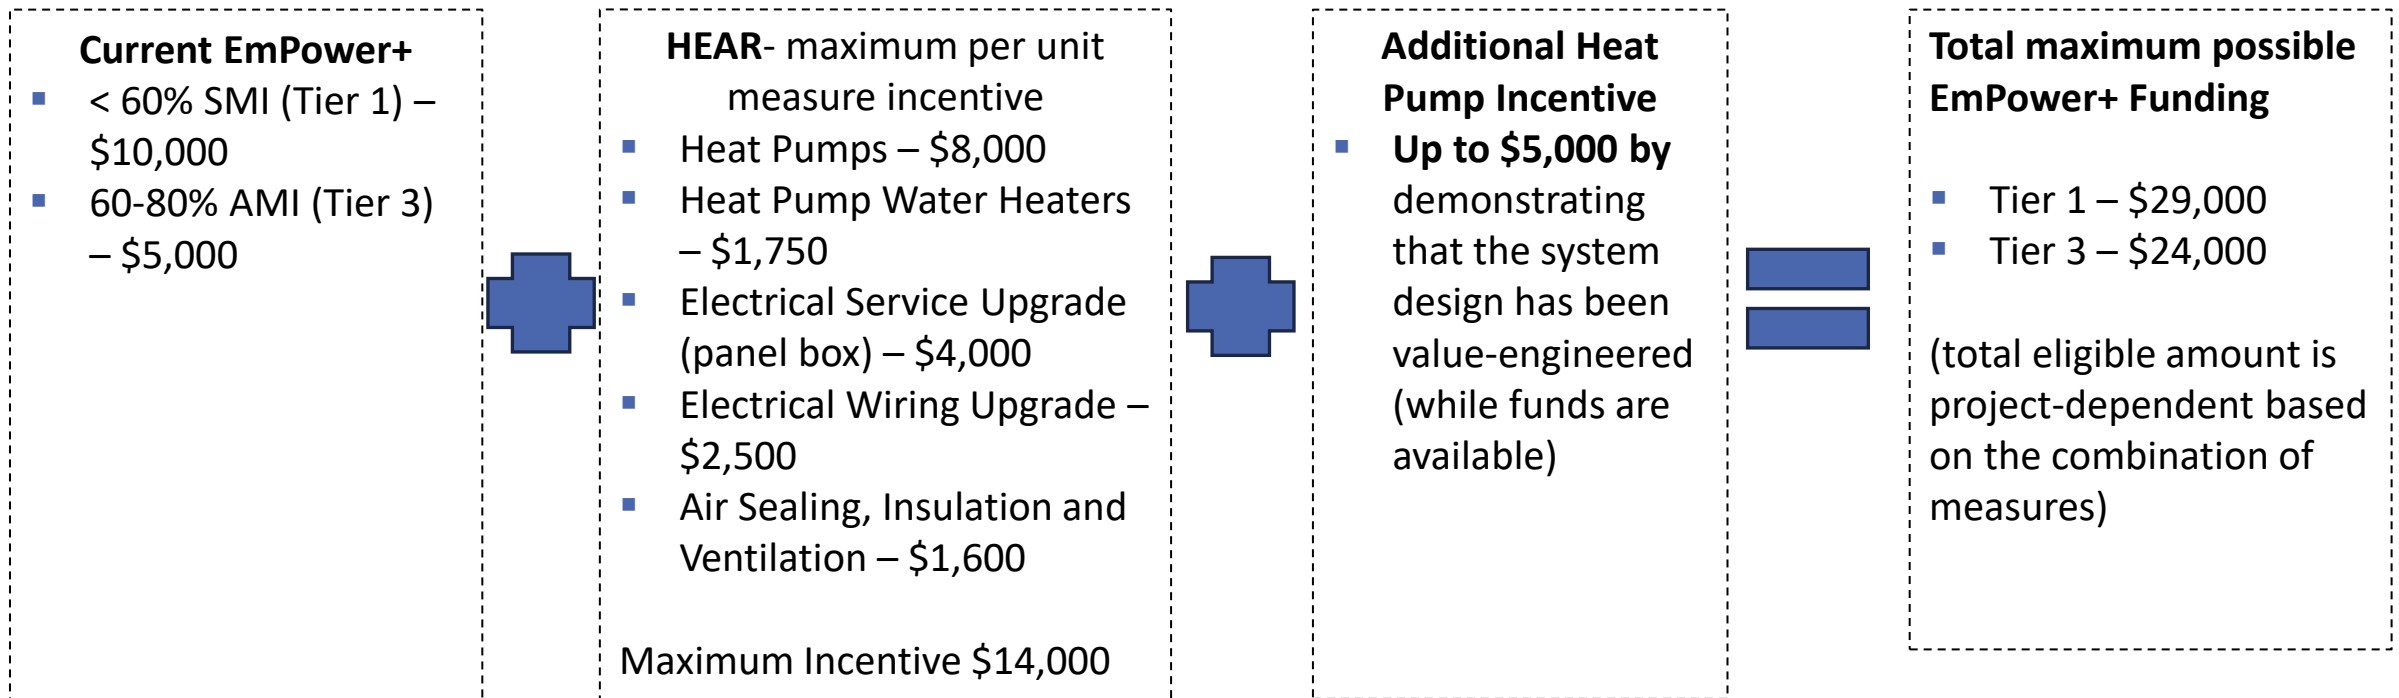 Current EmPower+
▪ < 60% SMI (Tier 1) –
$10,000
▪ 60-80% AMI (Tier 3)
– $5,000
HEAR- maximum per unit
measure incentive
▪ Heat Pumps – $8,000
▪ Heat Pump Water Heaters
– $1,750
▪ Electrical Service Upgrade
(panel box) – $4,000
▪ Electrical Wiring Upgrade –
$2,500
▪ Air Sealing, Insulation and
Ventilation – $1,600
Maximum Incentive $14,000
Additional Heat
Pump Incentive
▪ Up to $5,000 by
demonstrating
that the system
design has been
value-engineered
(while funds are
available)
Total maximum possible
EmPower+ Funding
▪ Tier 1 – $29,000
▪ Tier 3 – $24,000
(total eligible amount is
project-dependent based
on the combination of
measures)